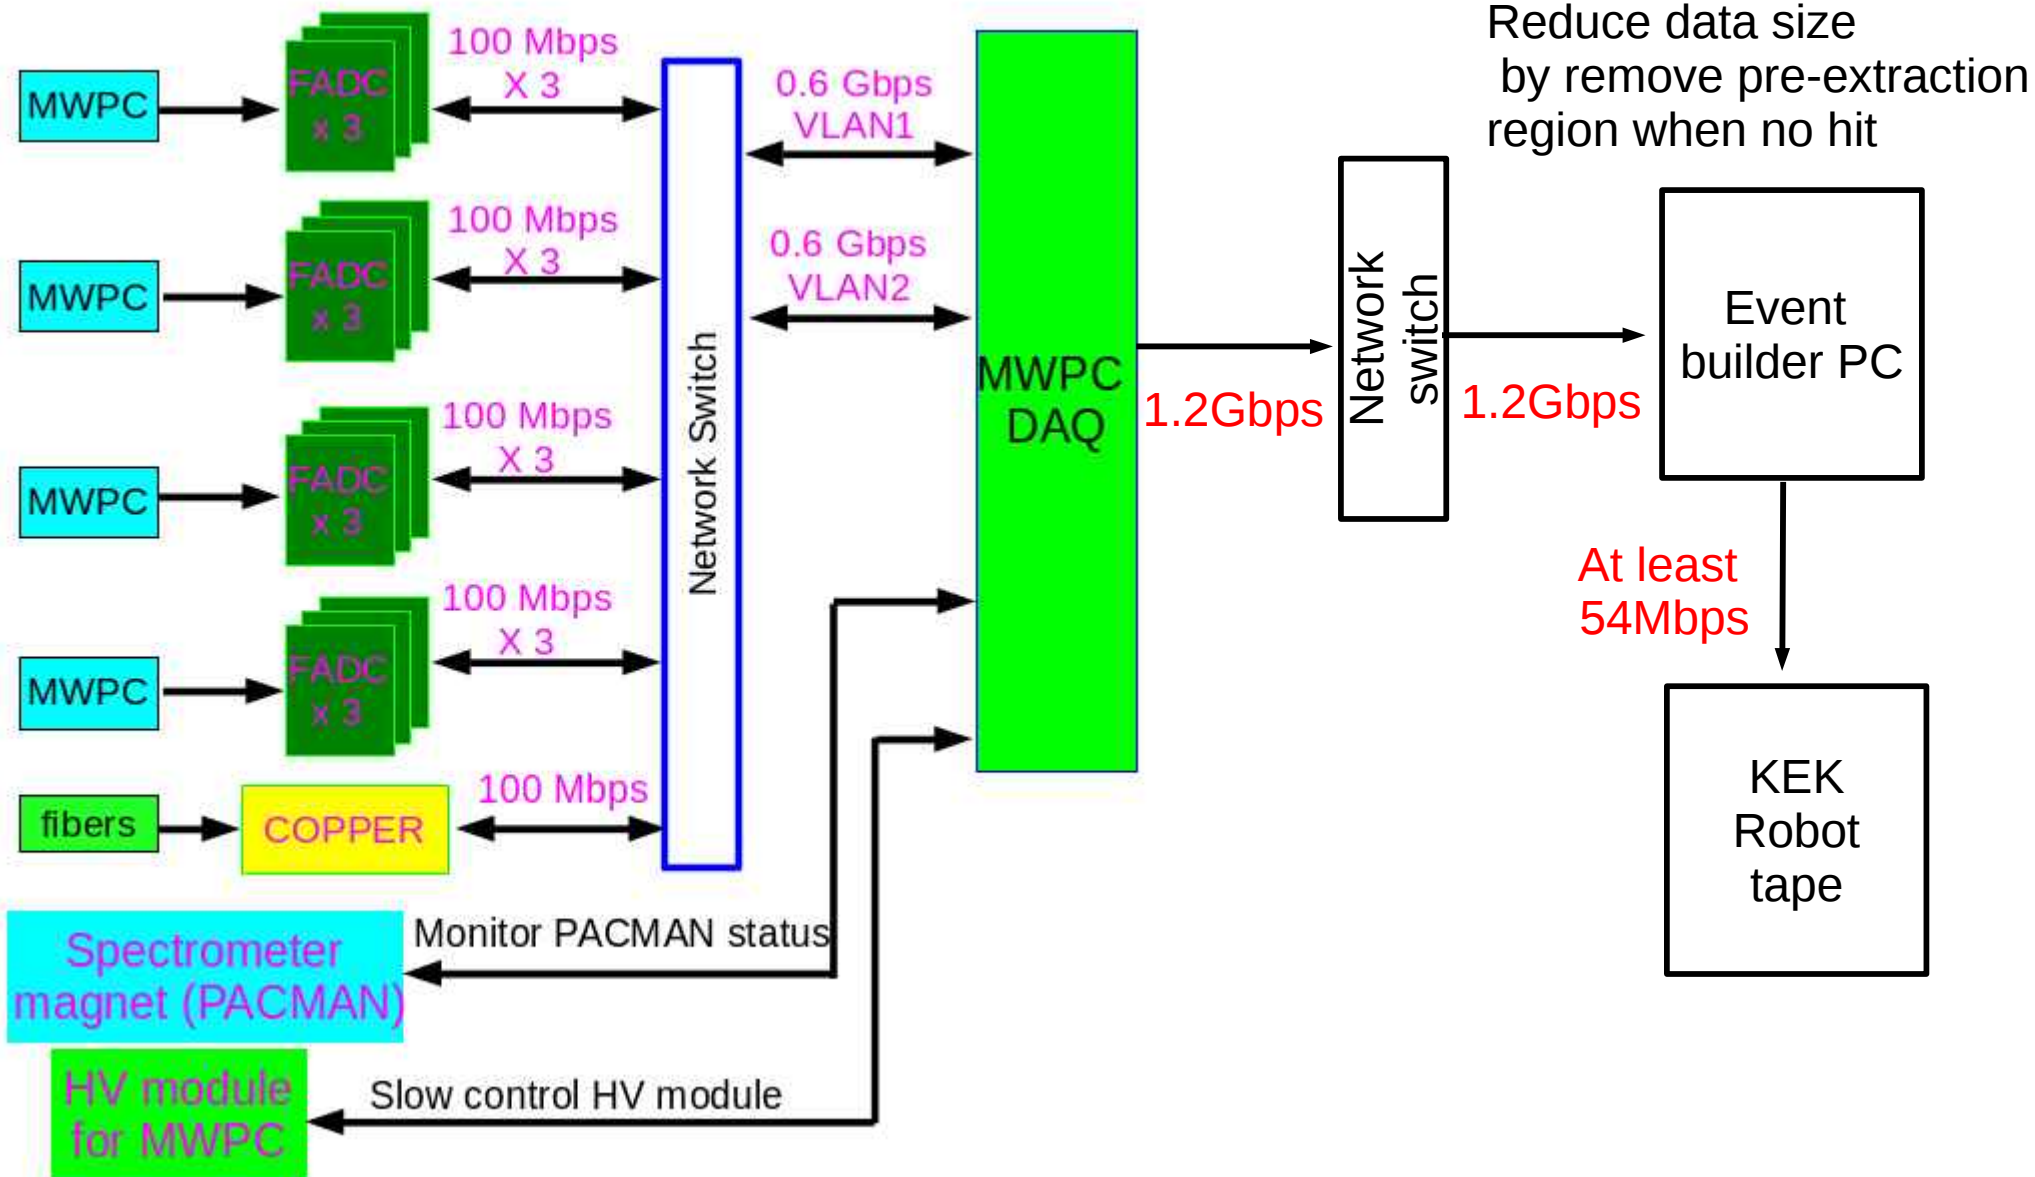 MWPC
FADC
x 3
100 Mbps
X 3
MWPC
FADC
x 3
100 Mbps
X 3
MWPC
FADC
x 3
100 Mbps
X 3
MWPC
FADC
x 3
100 Mbps
X 3
fibers
COPPER
100 Mbps
Network Switch
0.6 Gbps
VLAN1
0.6 Gbps
VLAN2
MWPC
DAQ
Spectrometer
magnet (PACMAN)
Monitor PACMAN status
HV module
for MWPC
Slow control HV module
1.2Gbps
Network
switch
1.2Gbps
Reduce data size
by remove pre-extraction
region when no hit
Event
builder PC
At least
54Mbps
KEK
Robot
tape